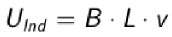 U_Ind = B · L · v